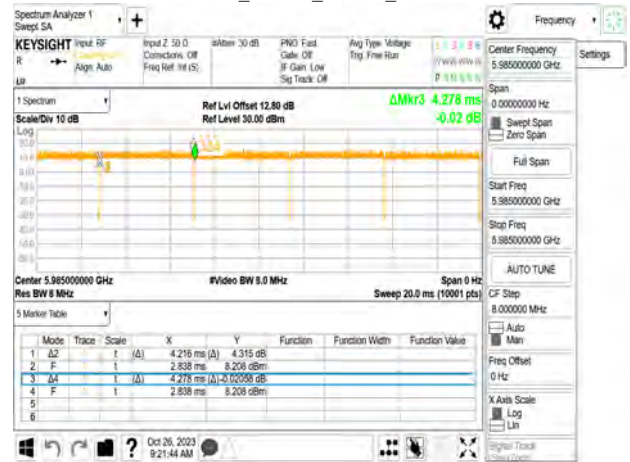 Spectrum Analyzer 1
Swept SA
+
Frequency
KEYSIGHT
R
Input: RF
Align: Auto
Input Z: 50 Ω
Corrections: Off
Freq Ref: Int (S)
#Atten: 30 dB
PNO: Fast
Gate: Off
IF Gain: Low
Sig Track: Off
Avg Type: Voltage
Trig: Free Run
Center Frequency
5.985000000 GHz
Settings
Span
0.00000000 Hz
Swept Span
Zero Span
Full Span
Start Freq
5.985000000 GHz
Stop Freq
5.985000000 GHz
AUTO TUNE
CF Step
8.000000 MHz
Auto
Man
Freq Offset
0 Hz
X Axis Scale
Log
Lin
Signal Track
1 Spectrum
Scale/Div 10 dB
Log
Ref Lvl Offset 12.80 dB
Ref Level 30.00 dBm
ΔMkr3 4.278 ms
-0.02 dB
Center 5.985000000 GHz
Res BW 8 MHz
#Video BW 8.0 MHz
Span 0 Hz
Sweep 20.0 ms (10001 pts)
5 Marker Table
Mode Trace Scale X Y Function Function Width Function Value
1 Δ2 1 t (Δ) 4.216 ms (Δ) 4.315 dB
2 F 1 t 2.838 ms 8.208 dBm
3 Δ4 1 t (Δ) 4.278 ms (Δ) -0.02058 dB
4 F 1 t 2.838 ms 8.208 dBm
5
6
?
Oct 26, 2023
9:21:44 AM